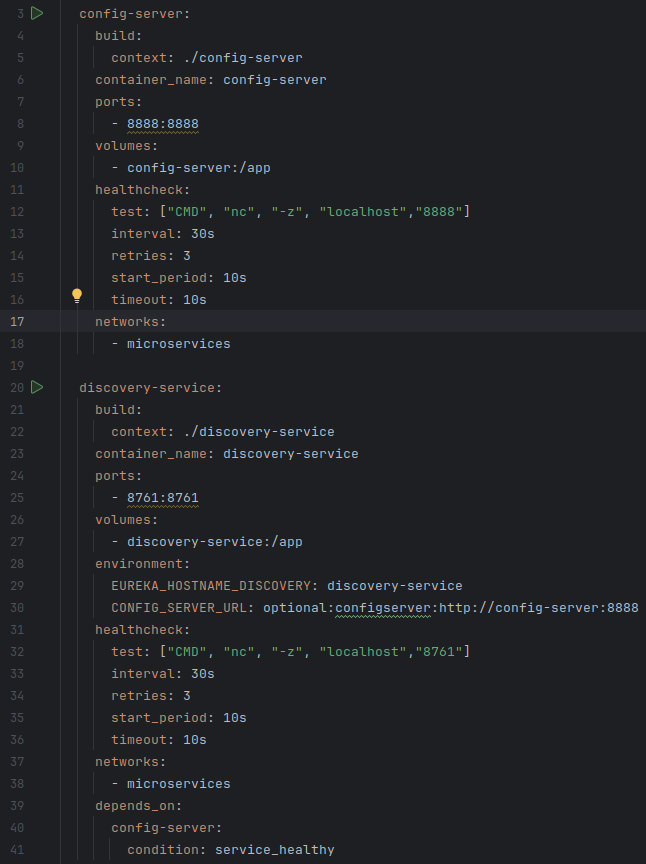 3 config-server:
4 build:
5 context: ./config-server
6 container_name: config-server
7 ports:
8 - 8888:8888
9 volumes:
10 - config-server:/app
11 healthcheck:
12 test: ["CMD", "nc", "-z", "localhost","8888"]
13 interval: 30s
14 retries: 3
15 start_period: 10s
16 timeout: 10s
17 networks:
18 - microservices
19
20 discovery-service:
21 build:
22 context: ./discovery-service
23 container_name: discovery-service
24 ports:
25 - 8761:8761
26 volumes:
27 - discovery-service:/app
28 environment:
29 EUREKA_HOSTNAME_DISCOVERY: discovery-service
30 CONFIG_SERVER_URL: optional:configserver:http://config-server:8888
31 healthcheck:
32 test: ["CMD", "nc", "-z", "localhost","8761"]
33 interval: 30s
34 retries: 3
35 start_period: 10s
36 timeout: 10s
37 networks:
38 - microservices
39 depends_on:
40 config-server:
41 condition: service_healthy